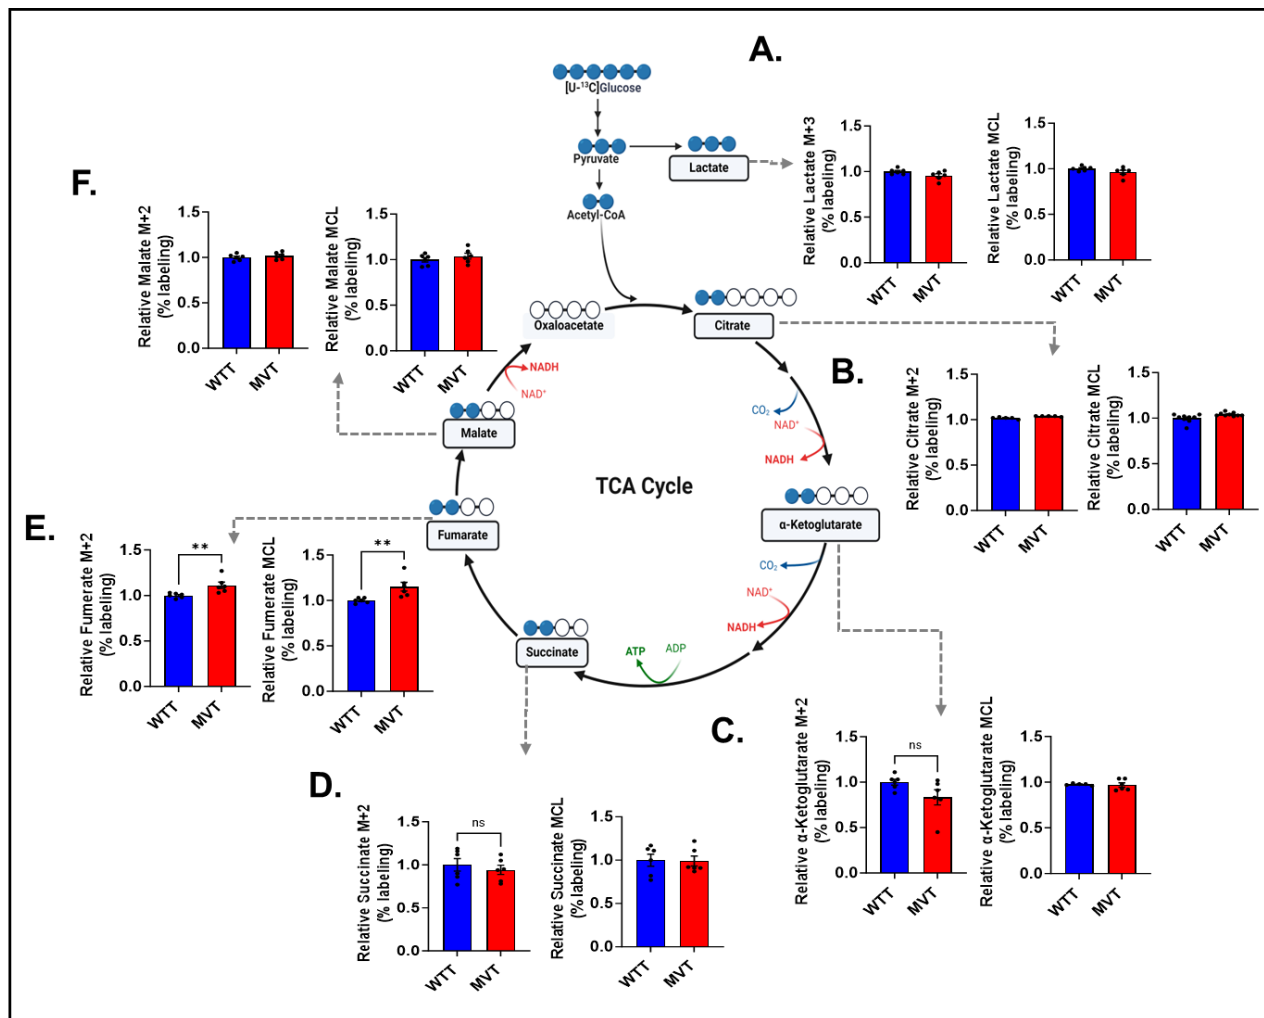 A.
[U-¹³C]Glucose
Pyruvate
Lactate
Acetyl-CoA
Relative Lactate M+3
(% labeling)
1.5
1.0
0.5
0.0
WTT
MVT
Relative Lactate MCL
(% labeling)
1.5
1.0
0.5
0.0
WTT
MVT
F.
Relative Malate M+2
(% labeling)
1.5
1.0
0.5
0.0
WTT
MVT
Relative Malate MCL
(% labeling)
1.5
1.0
0.5
0.0
WTT
MVT
Oxaloacetate
Citrate
NADH
NAD⁺
Malate
CO₂
NAD⁺
NADH
TCA Cycle
B.
Relative Citrate M+2
(% labeling)
1.5
1.0
0.5
0.0
WTT
MVT
Relative Citrate MCL
(% labeling)
1.5
1.0
0.5
0.0
WTT
MVT
α-Ketoglutarate
Fumarate
E.
Relative Fumerate M+2
(% labeling)
1.5
1.0
0.5
0.0
**
WTT
MVT
Relative Fumerate MCL
(% labeling)
1.5
1.0
0.5
0.0
**
WTT
MVT
CO₂
NAD⁺
NADH
Succinate
ATP
ADP
C.
Relative α-Ketoglutarate M+2
(% labeling)
1.5
1.0
0.5
0.0
ns
WTT
MVT
Relative α-Ketoglutarate MCL
(% labeling)
1.5
1.0
0.5
0.0
WTT
MVT
D.
Relative Succinate M+2
(% labeling)
1.5
1.0
0.5
0.0
ns
WTT
MVT
Relative Succinate MCL
(% labeling)
1.5
1.0
0.5
0.0
WTT
MVT